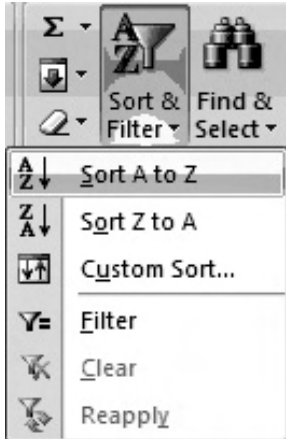 Σ
A
Z
Sort &
Filter
Find &
Select
A
Z
Sort A to Z
Z
A
Sort Z to A
Custom Sort...
Filter
Clear
Reapply